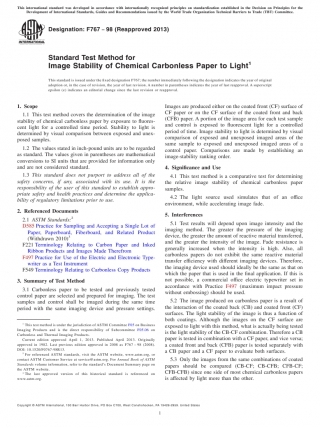 This international standard was developed in accordance with internationally recognized principles on standardization established in the Decision on Principles for the
Development of International Standards, Guides and Recommendations issued by the World Trade Organization Technical Barriers to Trade (TBT) Committee.
Designation: F767 − 98 (Reapproved 2013)
Standard Test Method for
Image Stability of Chemical Carbonless Paper to Light1
This standard is issued under the fixed designation F767; the number immediately following the designation indicates the year of original
adoption or, in the case of revision, the year of last revision. A number in parentheses indicates the year of last reapproval. A superscript
epsilon (ε) indicates an editorial change since the last revision or reapproval.
1. Scope
1.1 This test method covers the determination of the image
stability of chemical carbonless paper by exposure to fluores-
cent light for a controlled time period. Stability to light is
determined by visual comparison between exposed and unex-
posed samples.
1.2 The values stated in inch-pound units are to be regarded
as standard. The values given in parentheses are mathematical
conversions to SI units that are provided for information only
and are not considered standard.
1.3 This standard does not purport to address all of the
safety concerns, if any, associated with its use. It is the
responsibility of the user of this standard to establish appro-
priate safety and health practices and determine the applica-
bility of regulatory limitations prior to use.
2. Referenced Documents
2.1 ASTM Standards:2
D585 Practice for Sampling and Accepting a Single Lot of
Paper, Paperboard, Fiberboard, and Related Product
(Withdrawn 2010)3
F221 Terminology Relating to Carbon Paper and Inked
Ribbon Products and Images Made Therefrom
F497 Practice for Use of the Electric and Electronic Type-
writer as a Test Instrument
F549 Terminology Relating to Carbonless Copy Products
3. Summary of Test Method
3.1 Carbonless paper to be tested and previously tested
control paper are selected and prepared for imaging. The test
samples and control shall be imaged during the same time
period with the same imaging device and pressure settings.
1 This test method is under the jurisdiction of ASTM Committee F05 on Business
Imaging Products and is the direct responsibility of Subcommittee F05.06 on
Carbonless and Thermal Imaging Products.
Current edition approved April 1, 2013. Published April 2013. Originally
approved in 1982. Last previous edition approved in 2008 as F767 – 98 (2008).
2 For referenced ASTM standards, visit the ASTM website, www.astm.org, or
contact ASTM Customer Service at service@astm.org. For Annual Book of ASTM
Standards volume information, refer to the standard's Document Summary page on
the ASTM website.
3 The last approved version of this historical standard is referenced on
www.astm.org.
Images are produced either on the coated front (CF) surface of
CF paper or on the CF surface of the coated front and back
(CFB) paper. A portion of the image area for each test sample
and control is exposed to fluorescent light for a controlled
period of time. Image stability to light is determined by visual
comparison of exposed and unexposed imaged areas of the
same sample to exposed and unexposed imaged areas of a
control paper. Comparisons are made by establishing an
image-stability ranking order.
4. Significance and Use
4.1 This test method is a comparative test for determining
the relative image stability of chemical carbonless paper
samples.
4.2 The light source used simulates that of an office
environment, while accelerating image fade.
5. Interferences
5.1 Test results will depend upon image intensity and the
imaging method. The greater the pressure of the imaging
device, the greater the amount of reactive material transferred,
and the greater the intensity of the image. Fade resistance is
generally increased when the image intensity is high. Also, all
carbonless papers do not exhibit the same reactive material
transfer efficiency with different imaging devices. Therefore,
the imaging device used should ideally be the same as that on
which the paper that is used in the final application. If this is
not possible, a commercial office electric typewriter set in
accordance with Practice F497 (maximum impact pressure
without embossing) should be used.
5.2 The image produced on carbonless paper is a result of
the interaction of the coated back (CB) and coated front (CF)
surfaces. The light stability of the image is thus a function of
both coatings. Although the images on the CF surface are
exposed to light with this method, what is actually being tested
is the light stability of the CB-CF combination. Therefore a CB
paper is tested in combination with a CF paper, and vice versa;
a coated front and back (CFB) paper is tested separately with
a CB paper and a CF paper to evaluate both surfaces.
5.3 Only the images from the same combinations of coated
papers should be compared (CB-CF; CB-CFB; CFB-CF;
CFB-CFB) since one side of most chemical carbonless papers
is affected by light more than the other.
Copyright © ASTM International, 100 Barr Harbor Drive, PO Box C700, West Conshohocken, PA 19428-2959. United States
1